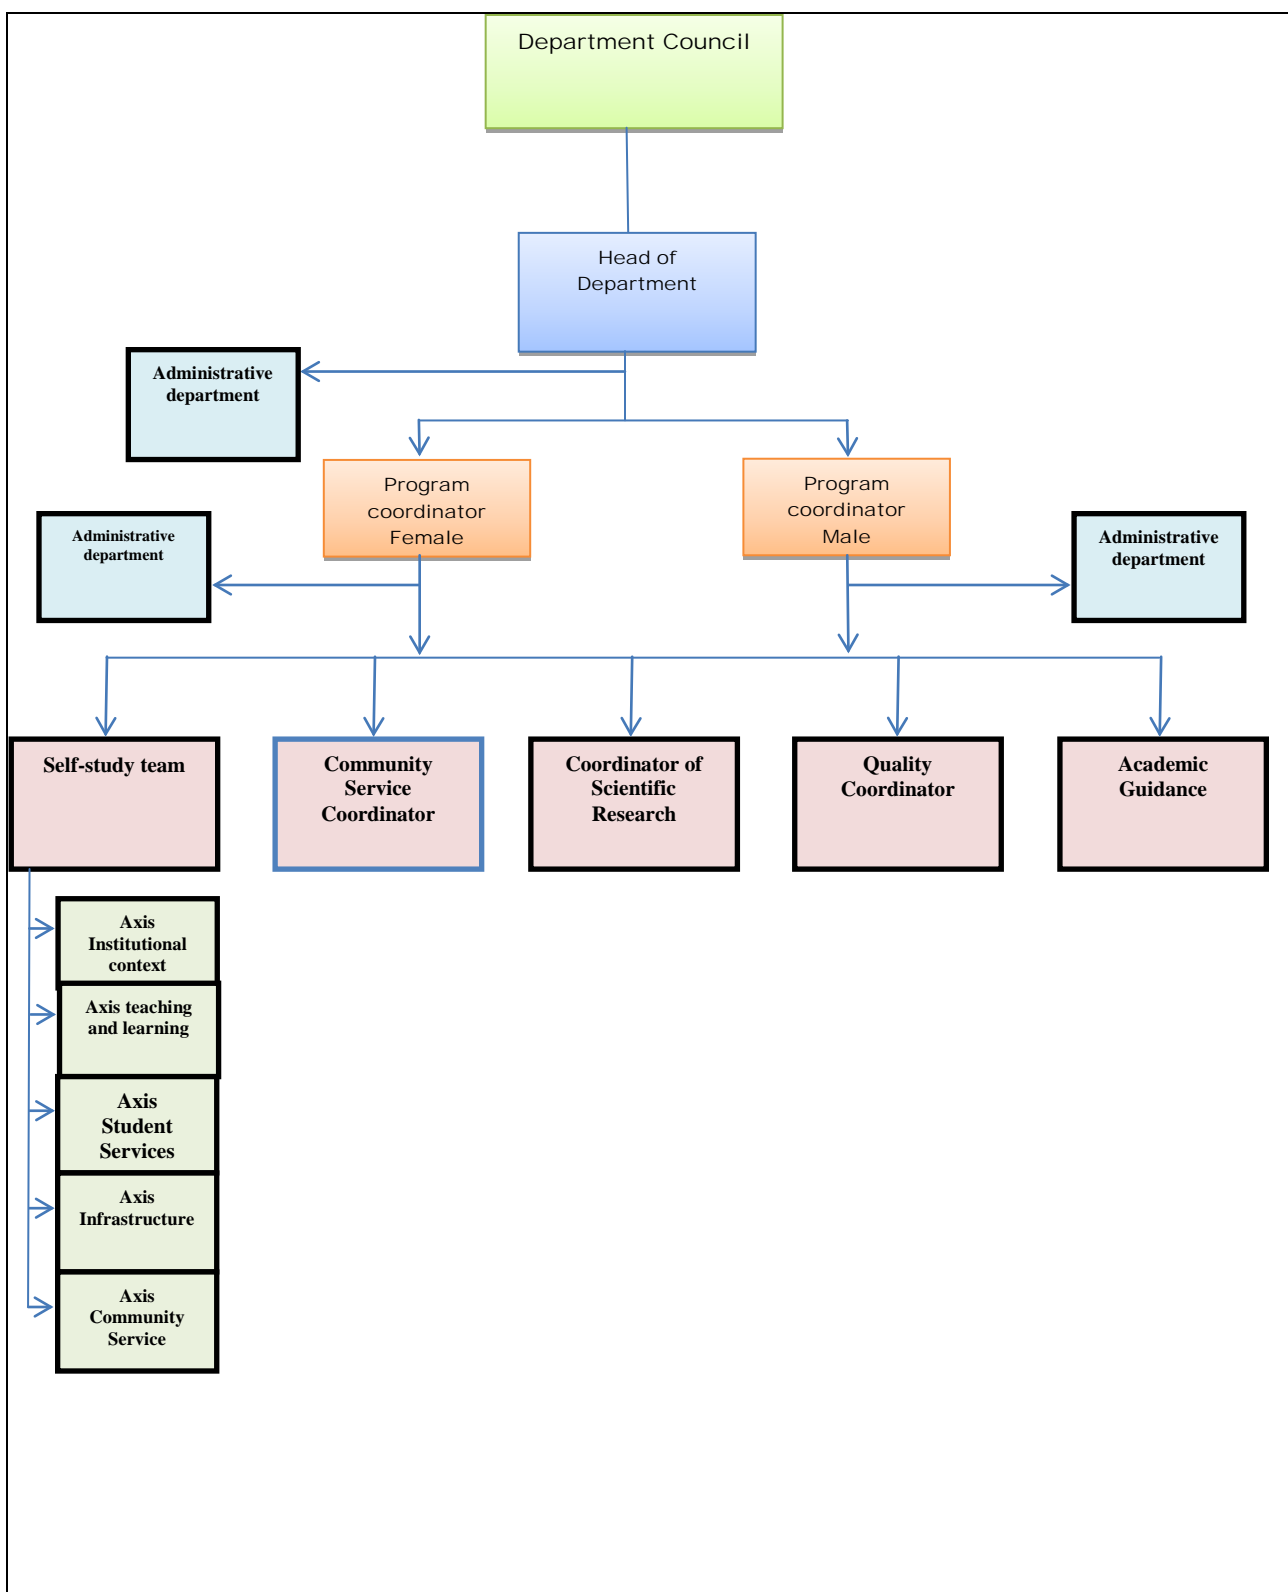 Department Council
Head of
Department
Administrative
department
Program
coordinator
Female
Program
coordinator
Male
Administrative
department
Administrative
department
Self-study team
Community
Service
Coordinator
Coordinator of
Scientific
Research
Quality
Coordinator
Academic
Guidance
Axis
Institutional
context
Axis teaching
and learning
Axis
Student
Services
Axis
Infrastructure
Axis
Community
Service